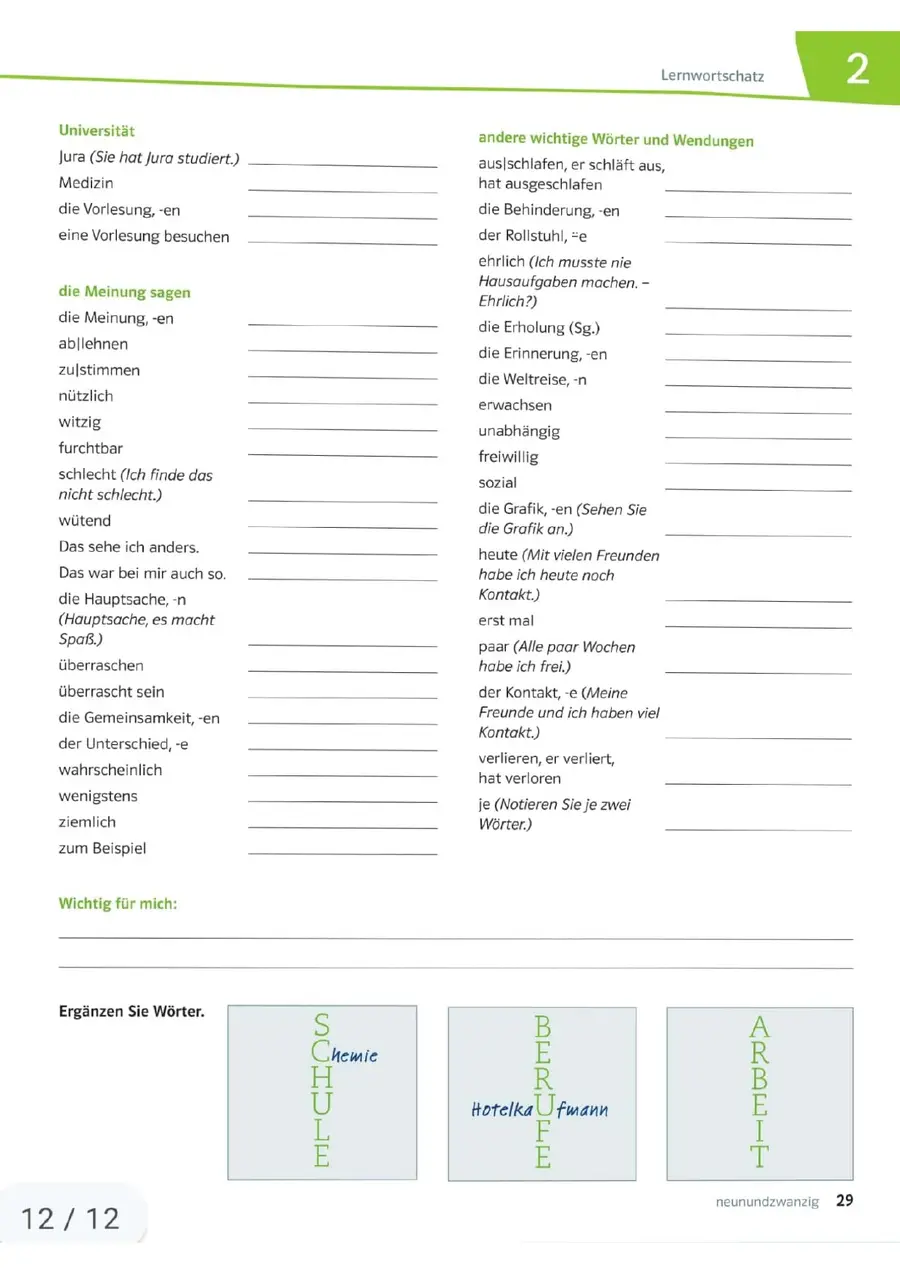 Lernwortschatz
2
Universität
Jura (Sie hat Jura studiert.)
Medizin
die Vorlesung, -en
eine Vorlesung besuchen
die Meinung sagen
die Meinung, -en
ab|lehnen
zu|stimmen
nützlich
witzig
furchtbar
schlecht (Ich finde das
nicht schlecht.)
wütend
Das sehe ich anders.
Das war bei mir auch so.
die Hauptsache, -n
(Hauptsache, es macht
Spaß.)
überraschen
überrascht sein
die Gemeinsamkeit, -en
der Unterschied, -e
wahrscheinlich
wenigstens
ziemlich
zum Beispiel
andere wichtige Wörter und Wendungen
aus|schlafen, er schläft aus,
hat ausgeschlafen
die Behinderung, -en
der Rollstuhl, ⸚e
ehrlich (Ich musste nie
Hausaufgaben machen. –
Ehrlich?)
die Erholung (Sg.)
die Erinnerung, -en
die Weltreise, -n
erwachsen
unabhängig
freiwillig
sozial
die Grafik, -en (Sehen Sie
die Grafik an.)
heute (Mit vielen Freunden
habe ich heute noch
Kontakt.)
erst mal
paar (Alle paar Wochen
habe ich frei.)
der Kontakt, -e (Meine
Freunde und ich haben viel
Kontakt.)
verlieren, er verliert,
hat verloren
je (Notieren Sie je zwei
Wörter.)
Wichtig für mich:
Ergänzen Sie Wörter.
S
Chemie
H
U
L
E
B
E
R
HotelkaUfmann
F
E
A
R
B
E
I
T
neunundzwanzig 29
12 / 12